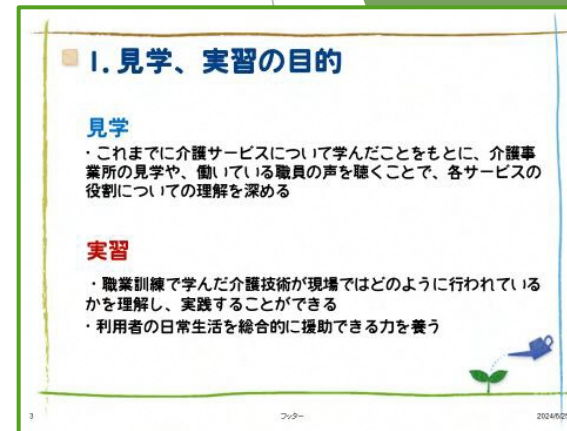 1. 見学、実習の目的
見学
・これまでに介護サービスについて学んだことをもとに、介護事
業所の見学や、働いている職員の声を聴くことで、各サービスの
役割についての理解を深める
実習
・職業訓練で学んだ介護技術が現場ではどのように行われている
かを理解し、実践することができる
・利用者の日常生活を総合的に援助できる力を養う
3
フッター
2024/6/25